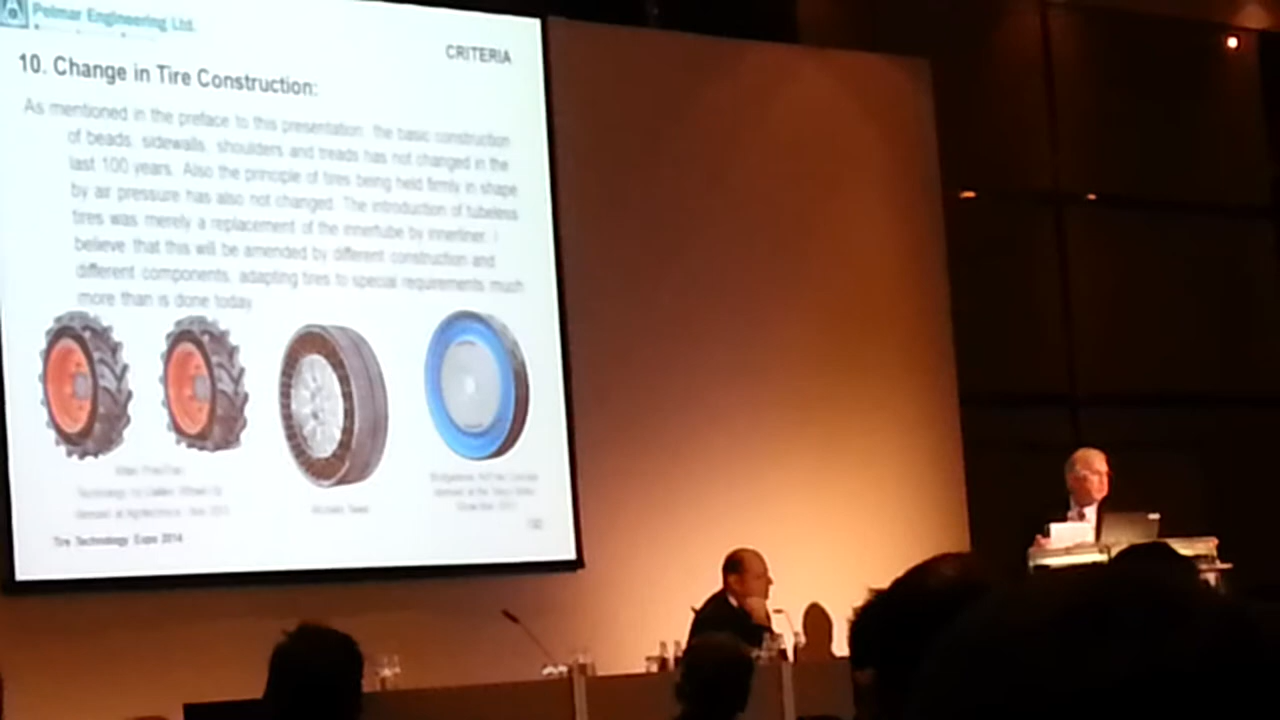 Pelmar Engineering Ltd.
CRITERIA
10. Change in Tire Construction:
As mentioned in the preface to this presentation, the basic construction
of beads, sidewalls, shoulders and treads has not changed in the
last 100 years. Also the principle of tires being held firmly in shape
by air pressure has also not changed. The introduction of tubeless
tires was merely a replacement of the innertube by innerliner. I
believe that this will be amended by different construction and
different components, adapting tires to special requirements much
more than is done today
Tire Technology Expo 2014